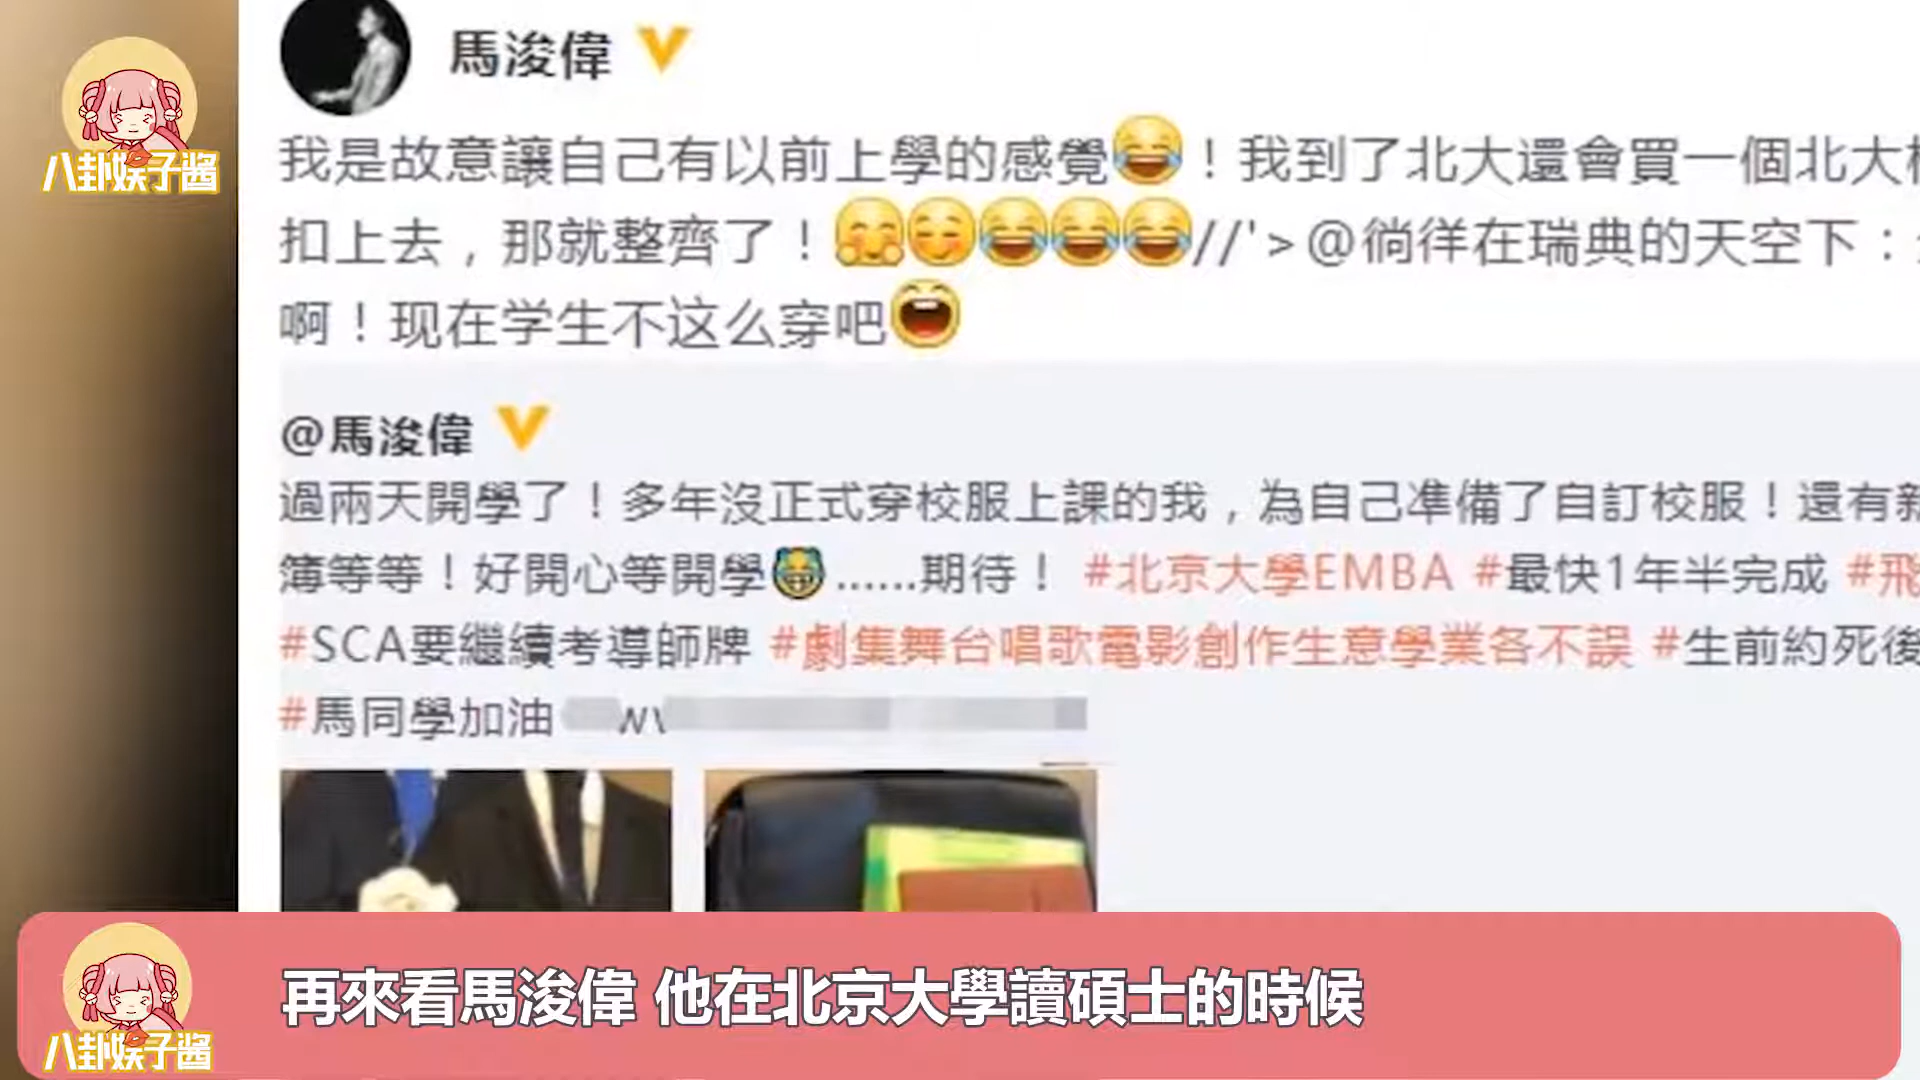 馬浚偉
我是故意讓自己有以前上學的感覺！我到了北大還會買一個北大
扣上去，那就整齊了！//'>@徜徉在瑞典的天空下：
啊！现在学生不这么穿吧
@馬浚偉
過兩天開學了！多年沒正式穿校服上課的我，為自己準備了自訂校服！還有新
簿等等！好開心等開學……期待！ #北京大學EMBA #最快1年半完成 #飛
#SCA要繼續考導師牌 #劇集舞台唱歌電影創作生意學業各不誤 #生前約死後
#馬同學加油
八卦娱子酱
再來看馬浚偉 他在北京大學讀碩士的時候
八卦娱子酱